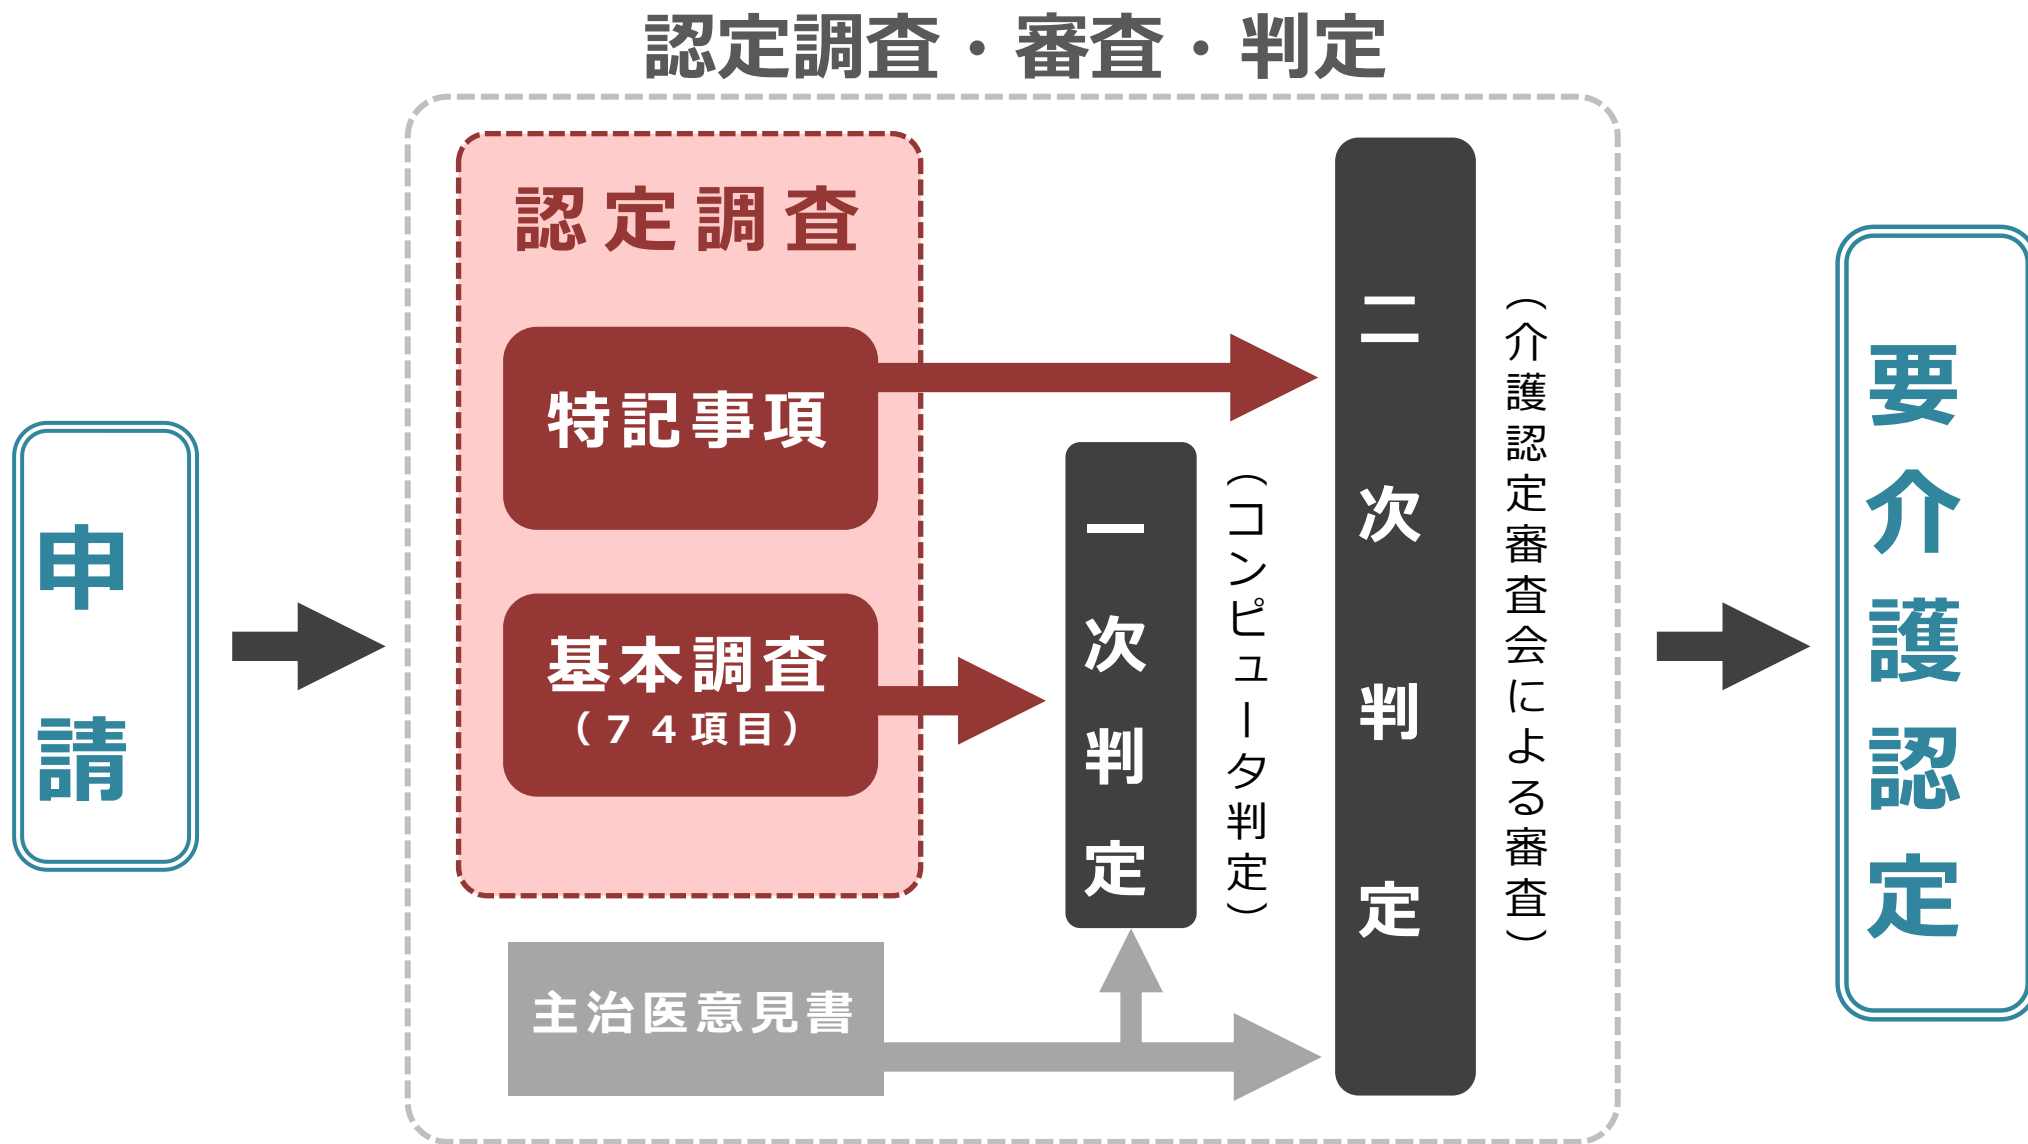 認定調査・審査・判定
申請
認定調査
特記事項
基本調査
（７４項目）
主治医意見書
一次判定
（コンピュータ判定）
二次判定
（介護認定審査会による審査）
要介護認定